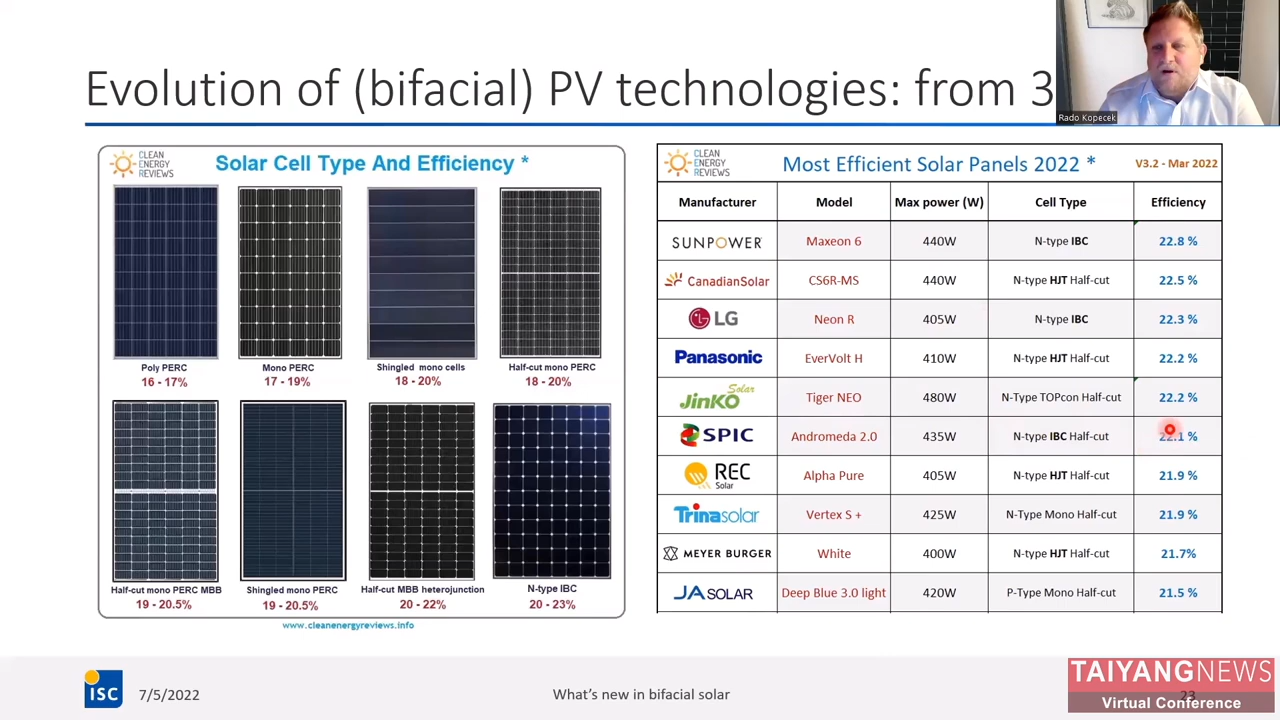 Evolution of (bifacial) PV technologies: from 3
Rado Kopecek
CLEAN
ENERGY
REVIEWS
Solar Cell Type And Efficiency *
Poly PERC
16 - 17%
Mono PERC
17 - 19%
Shingled mono cells
18 - 20%
Half-cut mono PERC
18 - 20%
Half-cut mono PERC MBB
19 - 20.5%
Shingled mono PERC
19 - 20.5%
Half-cut MBB heterojunction
20 - 22%
N-type IBC
20 - 23%
www.cleanenergyreviews.info
CLEAN
ENERGY
REVIEWS
Most Efficient Solar Panels 2022 *
V3.2 - Mar 2022
Manufacturer Model Max power (W) Cell Type Efficiency
SUNPOWER Maxeon 6 440W N-type IBC 22.8 %
CanadianSolar CS6R-MS 440W N-type HJT Half-cut 22.5 %
LG Neon R 405W N-type IBC 22.3 %
Panasonic EverVolt H 410W N-type HJT Half-cut 22.2 %
JinKO Solar Tiger NEO 480W N-Type TOPcon Half-cut 22.2 %
SPIC Andromeda 2.0 435W N-type IBC Half-cut 22.1 %
REC Solar Alpha Pure 405W N-type HJT Half-cut 21.9 %
Trinasolar Vertex S + 425W N-Type Mono Half-cut 21.9 %
MEYER BURGER White 400W N-type HJT Half-cut 21.7%
JA SOLAR Deep Blue 3.0 light 420W P-Type Mono Half-cut 21.5 %
ISC
7/5/2022
What's new in bifacial solar
23
TAIYANGNEWS
Virtual Conference